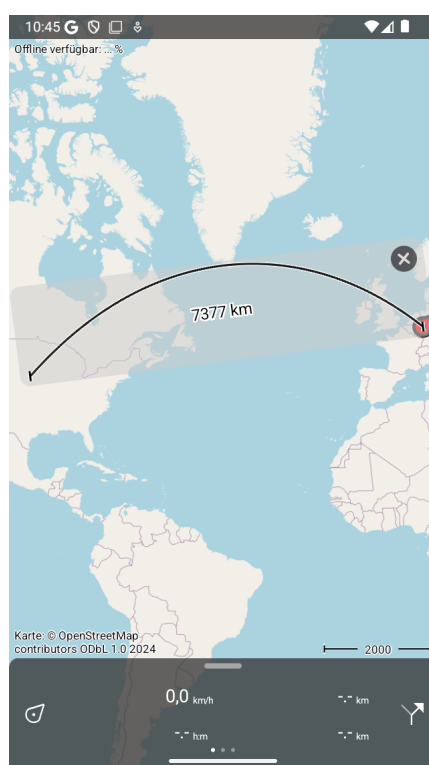 10:45
Offline verfügbar: ... %
7377 km
Karte: © OpenStreetMap
contributors ODbL 1.0 2024
2000
0,0 km/h
-.- km
-.- h:m
-.- km